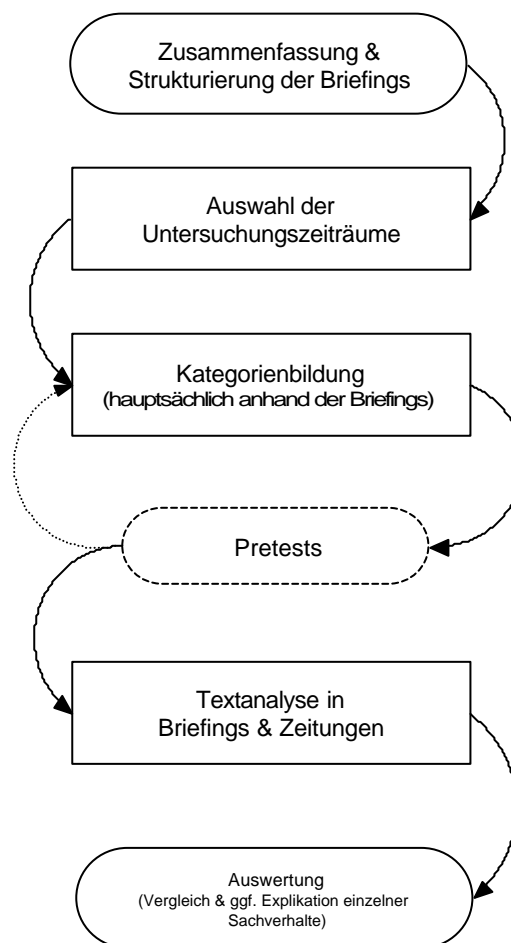 Zusammenfassung &
Strukturierung der Briefings
Auswahl der
Untersuchungszeiträume
Kategorienbildung
(hauptsächlich anhand der Briefings)
Pretests
Textanalyse in
Briefings & Zeitungen
Auswertung
(Vergleich & ggf. Explikation einzelner
Sachverhalte)